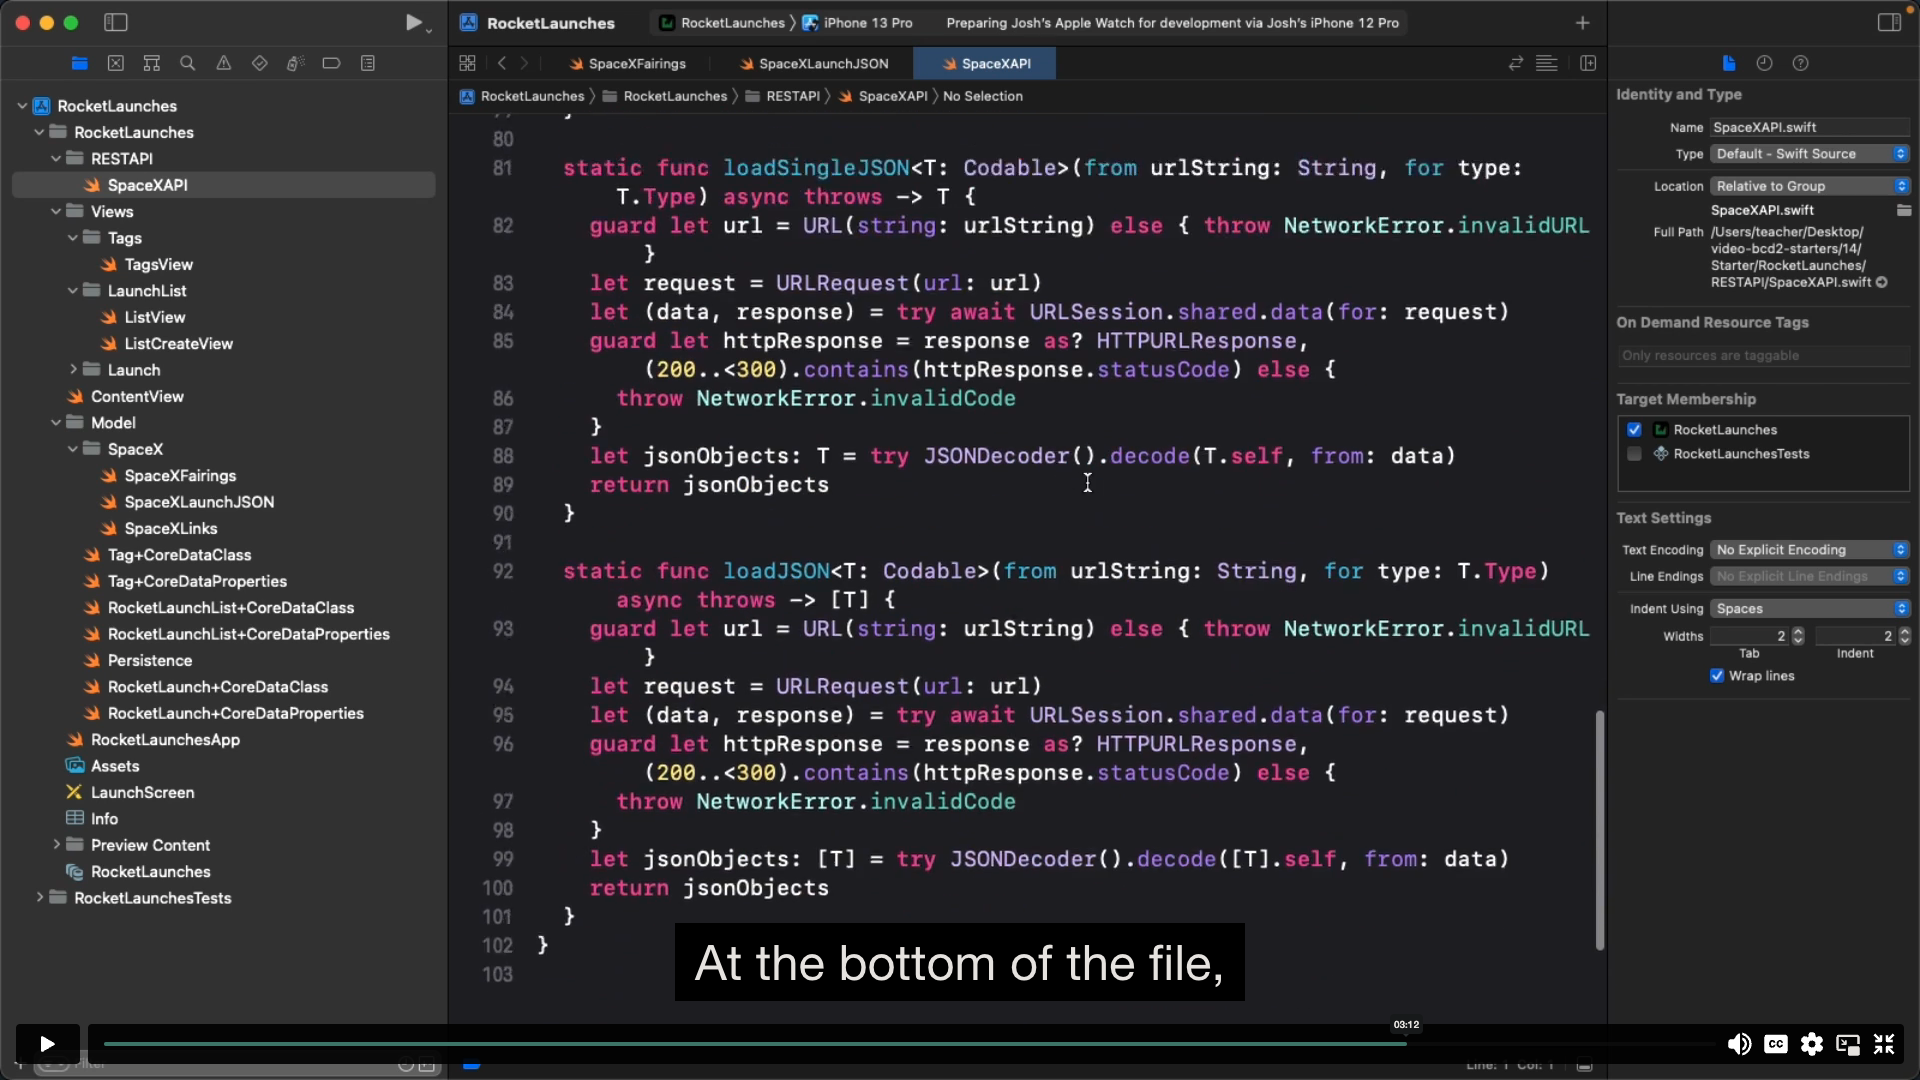 RocketLaunches
RocketLaunches 〉 iPhone 13 Pro
Preparing Josh's Apple Watch for development via Josh's iPhone 12 Pro
SpaceXFairings
SpaceXLaunchJSON
SpaceXAPI
RocketLaunches 〉 RocketLaunches 〉 RESTAPI 〉 SpaceXAPI 〉 No Selection
RocketLaunches
RocketLaunches
RESTAPI
SpaceXAPI
Views
Tags
TagsView
LaunchList
ListView
ListCreateView
Launch
ContentView
Model
SpaceX
SpaceXFairings
SpaceXLaunchJSON
SpaceXLinks
Tag+CoreDataClass
Tag+CoreDataProperties
RocketLaunchList+CoreDataClass
RocketLaunchList+CoreDataProperties
Persistence
RocketLaunch+CoreDataClass
RocketLaunch+CoreDataProperties
RocketLaunchesApp
Assets
LaunchScreen
Info
Preview Content
RocketLaunches
RocketLaunchesTests
Filter
80
81 static func loadSingleJSON<T: Codable>(from urlString: String, for type:
T.Type) async throws -> T {
82 guard let url = URL(string: urlString) else { throw NetworkError.invalidURL
}
83 let request = URLRequest(url: url)
84 let (data, response) = try await URLSession.shared.data(for: request)
85 guard let httpResponse = response as? HTTPURLResponse,
(200..<300).contains(httpResponse.statusCode) else {
86 throw NetworkError.invalidCode
87 }
88 let jsonObjects: T = try JSONDecoder().decode(T.self, from: data)
89 return jsonObjects
90 }
91
92 static func loadJSON<T: Codable>(from urlString: String, for type: T.Type)
async throws -> [T] {
93 guard let url = URL(string: urlString) else { throw NetworkError.invalidURL
}
94 let request = URLRequest(url: url)
95 let (data, response) = try await URLSession.shared.data(for: request)
96 guard let httpResponse = response as? HTTPURLResponse,
(200..<300).contains(httpResponse.statusCode) else {
97 throw NetworkError.invalidCode
98 }
99 let jsonObjects: [T] = try JSONDecoder().decode([T].self, from: data)
100 return jsonObjects
101 }
102 }
103
At the bottom of the file,
03:12
CC
Line: 1 Col: 1
Identity and Type
Name SpaceXAPI.swift
Type Default - Swift Source
Location Relative to Group
SpaceXAPI.swift
Full Path /Users/teacher/Desktop/
video-bcd2-starters/14/
Starter/RocketLaunches/
RESTAPI/SpaceXAPI.swift
On Demand Resource Tags
Only resources are taggable
Target Membership
RocketLaunches
RocketLaunchesTests
Text Settings
Text Encoding No Explicit Encoding
Line Endings No Explicit Line Endings
Indent Using Spaces
Widths 2 2
Tab Indent
Wrap lines